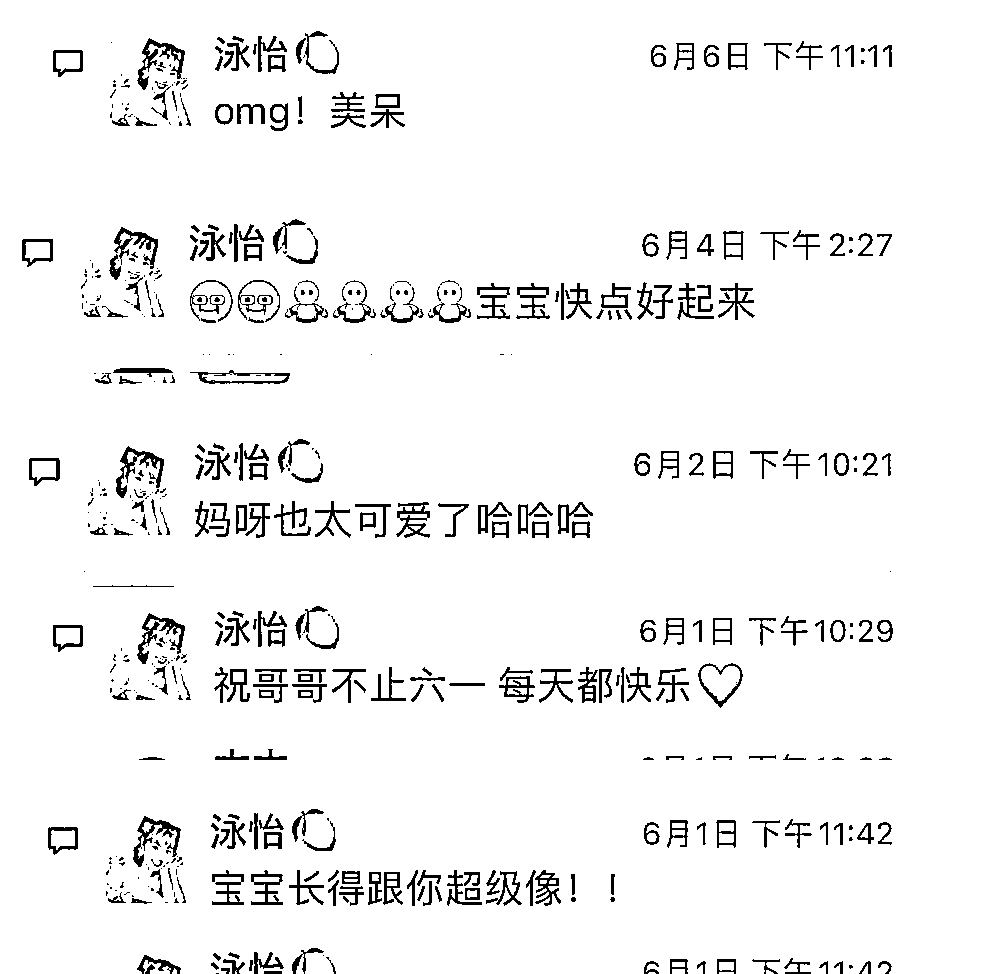 泳怡 6月6日 下午11:11
omg！美呆
泳怡 6月4日 下午2:27
宝宝快点好起来
泳怡 6月2日 下午10:21
妈呀也太可爱了哈哈哈
泳怡 6月1日 下午10:29
祝哥哥不止六一 每天都快乐♡
泳怡 6月1日 下午11:42
宝宝长得跟你超级像！！
泳怡 6月1日 下午11:42